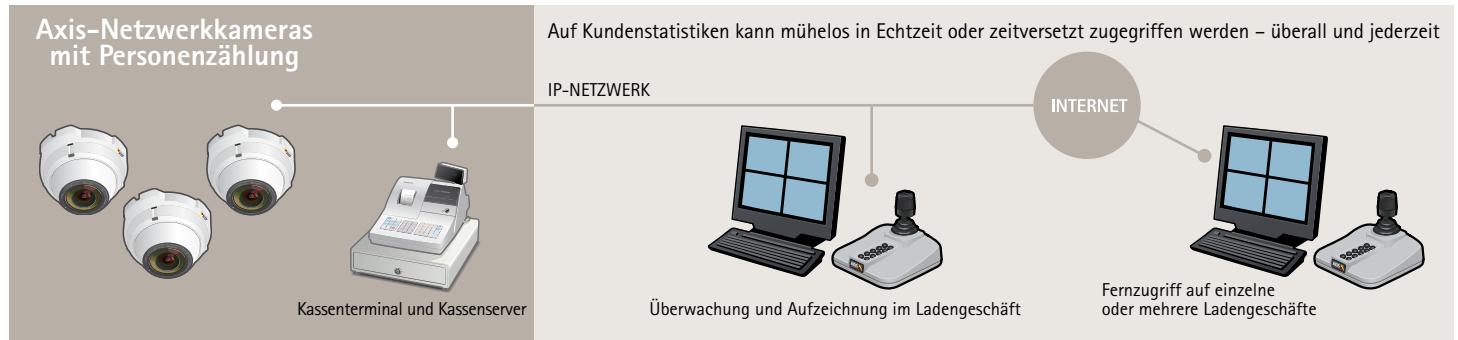 Axis-Netzwerkkameras
mit Personenzählung
Auf Kundenstatistiken kann mühelos in Echtzeit oder zeitversetzt zugegriffen werden – überall und jederzeit
IP-NETZWERK
INTERNET
Kassenterminal und Kassenserver
Überwachung und Aufzeichnung im Ladengeschäft
Fernzugriff auf einzelne
oder mehrere Ladengeschäfte